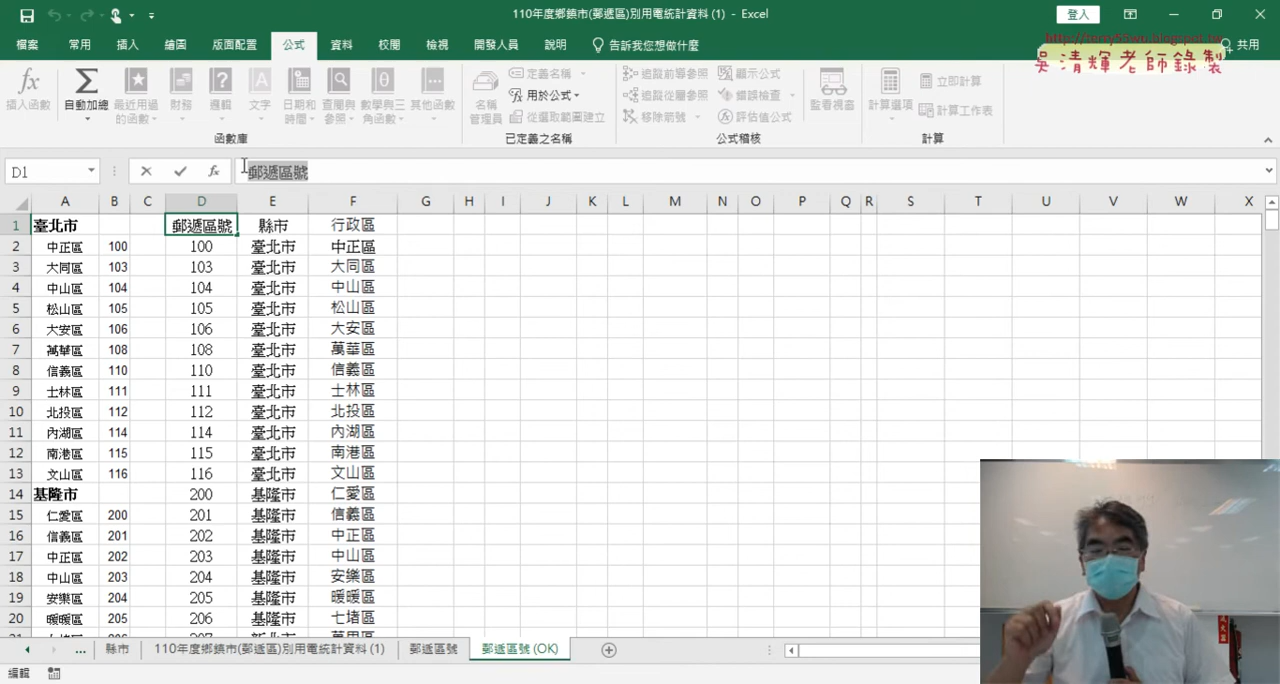 110年度鄉鎮市(郵遞區)別用電統計資料 (1) - Excel
登入
http://terry55wu.blogspot.tw
吳清輝老師錄製
檔案 常用 插入 繪圖 版面配置 公式 資料 校閱 檢視 開發人員 說明 告訴我您想做什麼 共用
插入函數 自動加總 最近用過的函數 財務 邏輯 文字 日期和時間 查閱與參照 數學與三角函數 其他函數
函數庫
名稱管理員 定義名稱 用於公式 從選取範圍建立
已定義之名稱
追蹤前導參照 追蹤從屬參照 移除箭號 顯示公式 錯誤檢查 評估值公式
公式稽核
監看視窗
計算選項 立即計算 計算工作表
計算
D1 fx 郵遞區號
A B C D E F G H I J K L M N O P Q R S T U V W X
1 臺北市 郵遞區號 縣市 行政區
2 中正區 100 100 臺北市 中正區
3 大同區 103 103 臺北市 大同區
4 中山區 104 104 臺北市 中山區
5 松山區 105 105 臺北市 松山區
6 大安區 106 106 臺北市 大安區
7 萬華區 108 108 臺北市 萬華區
8 信義區 110 110 臺北市 信義區
9 士林區 111 111 臺北市 士林區
10 北投區 112 112 臺北市 北投區
11 內湖區 114 114 臺北市 內湖區
12 南港區 115 115 臺北市 南港區
13 文山區 116 116 臺北市 文山區
14 基隆市 200 基隆市 仁愛區
15 仁愛區 200 201 基隆市 信義區
16 信義區 201 202 基隆市 中正區
17 中正區 202 203 基隆市 中山區
18 中山區 203 204 基隆市 安樂區
19 安樂區 204 205 基隆市 暖暖區
20 暖暖區 205 206 基隆市 七堵區
... 縣市 110年度鄉鎮市(郵遞區)別用電統計資料 (1) 郵遞區號 郵遞區號 (OK)
編輯